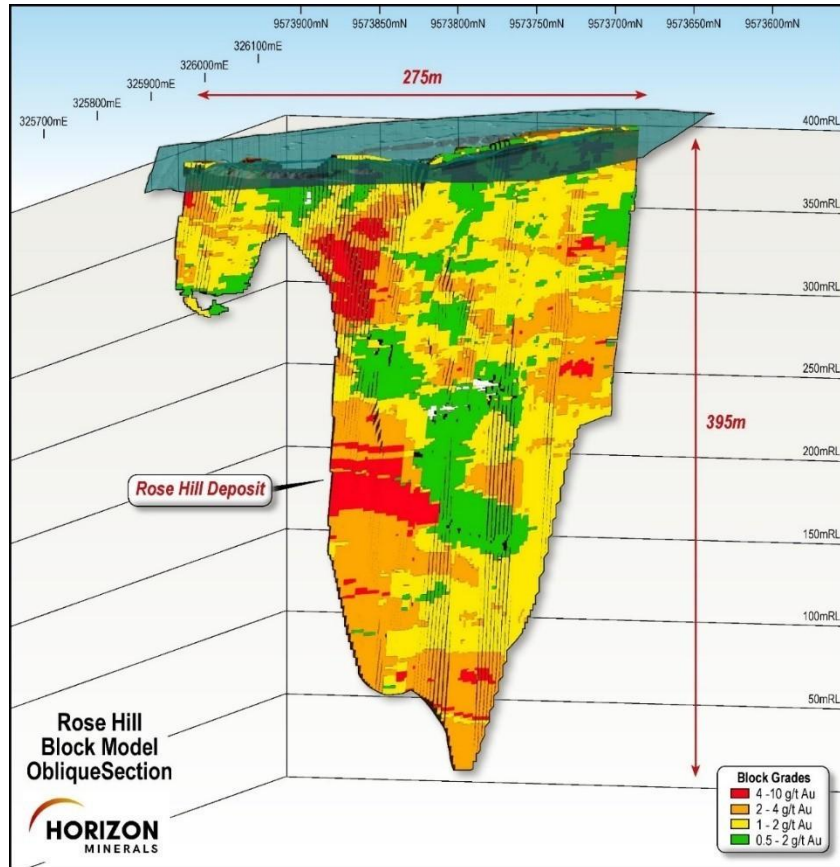 9573900mN
9573850mN
9573800mN
9573750mN
9573700mN
9573650mN
9573600mN
326100mE
326000mE
325900mE
325800mE
325700mE
275m
400mRL
350mRL
300mRL
250mRL
395m
200mRL
Rose Hill Deposit
150mRL
100mRL
50mRL
Rose Hill
Block Model
ObliqueSection
HORIZON
MINERALS
Block Grades
4 -10 g/t Au
2 - 4 g/t Au
1 - 2 g/t Au
0.5 - 2 g/t Au